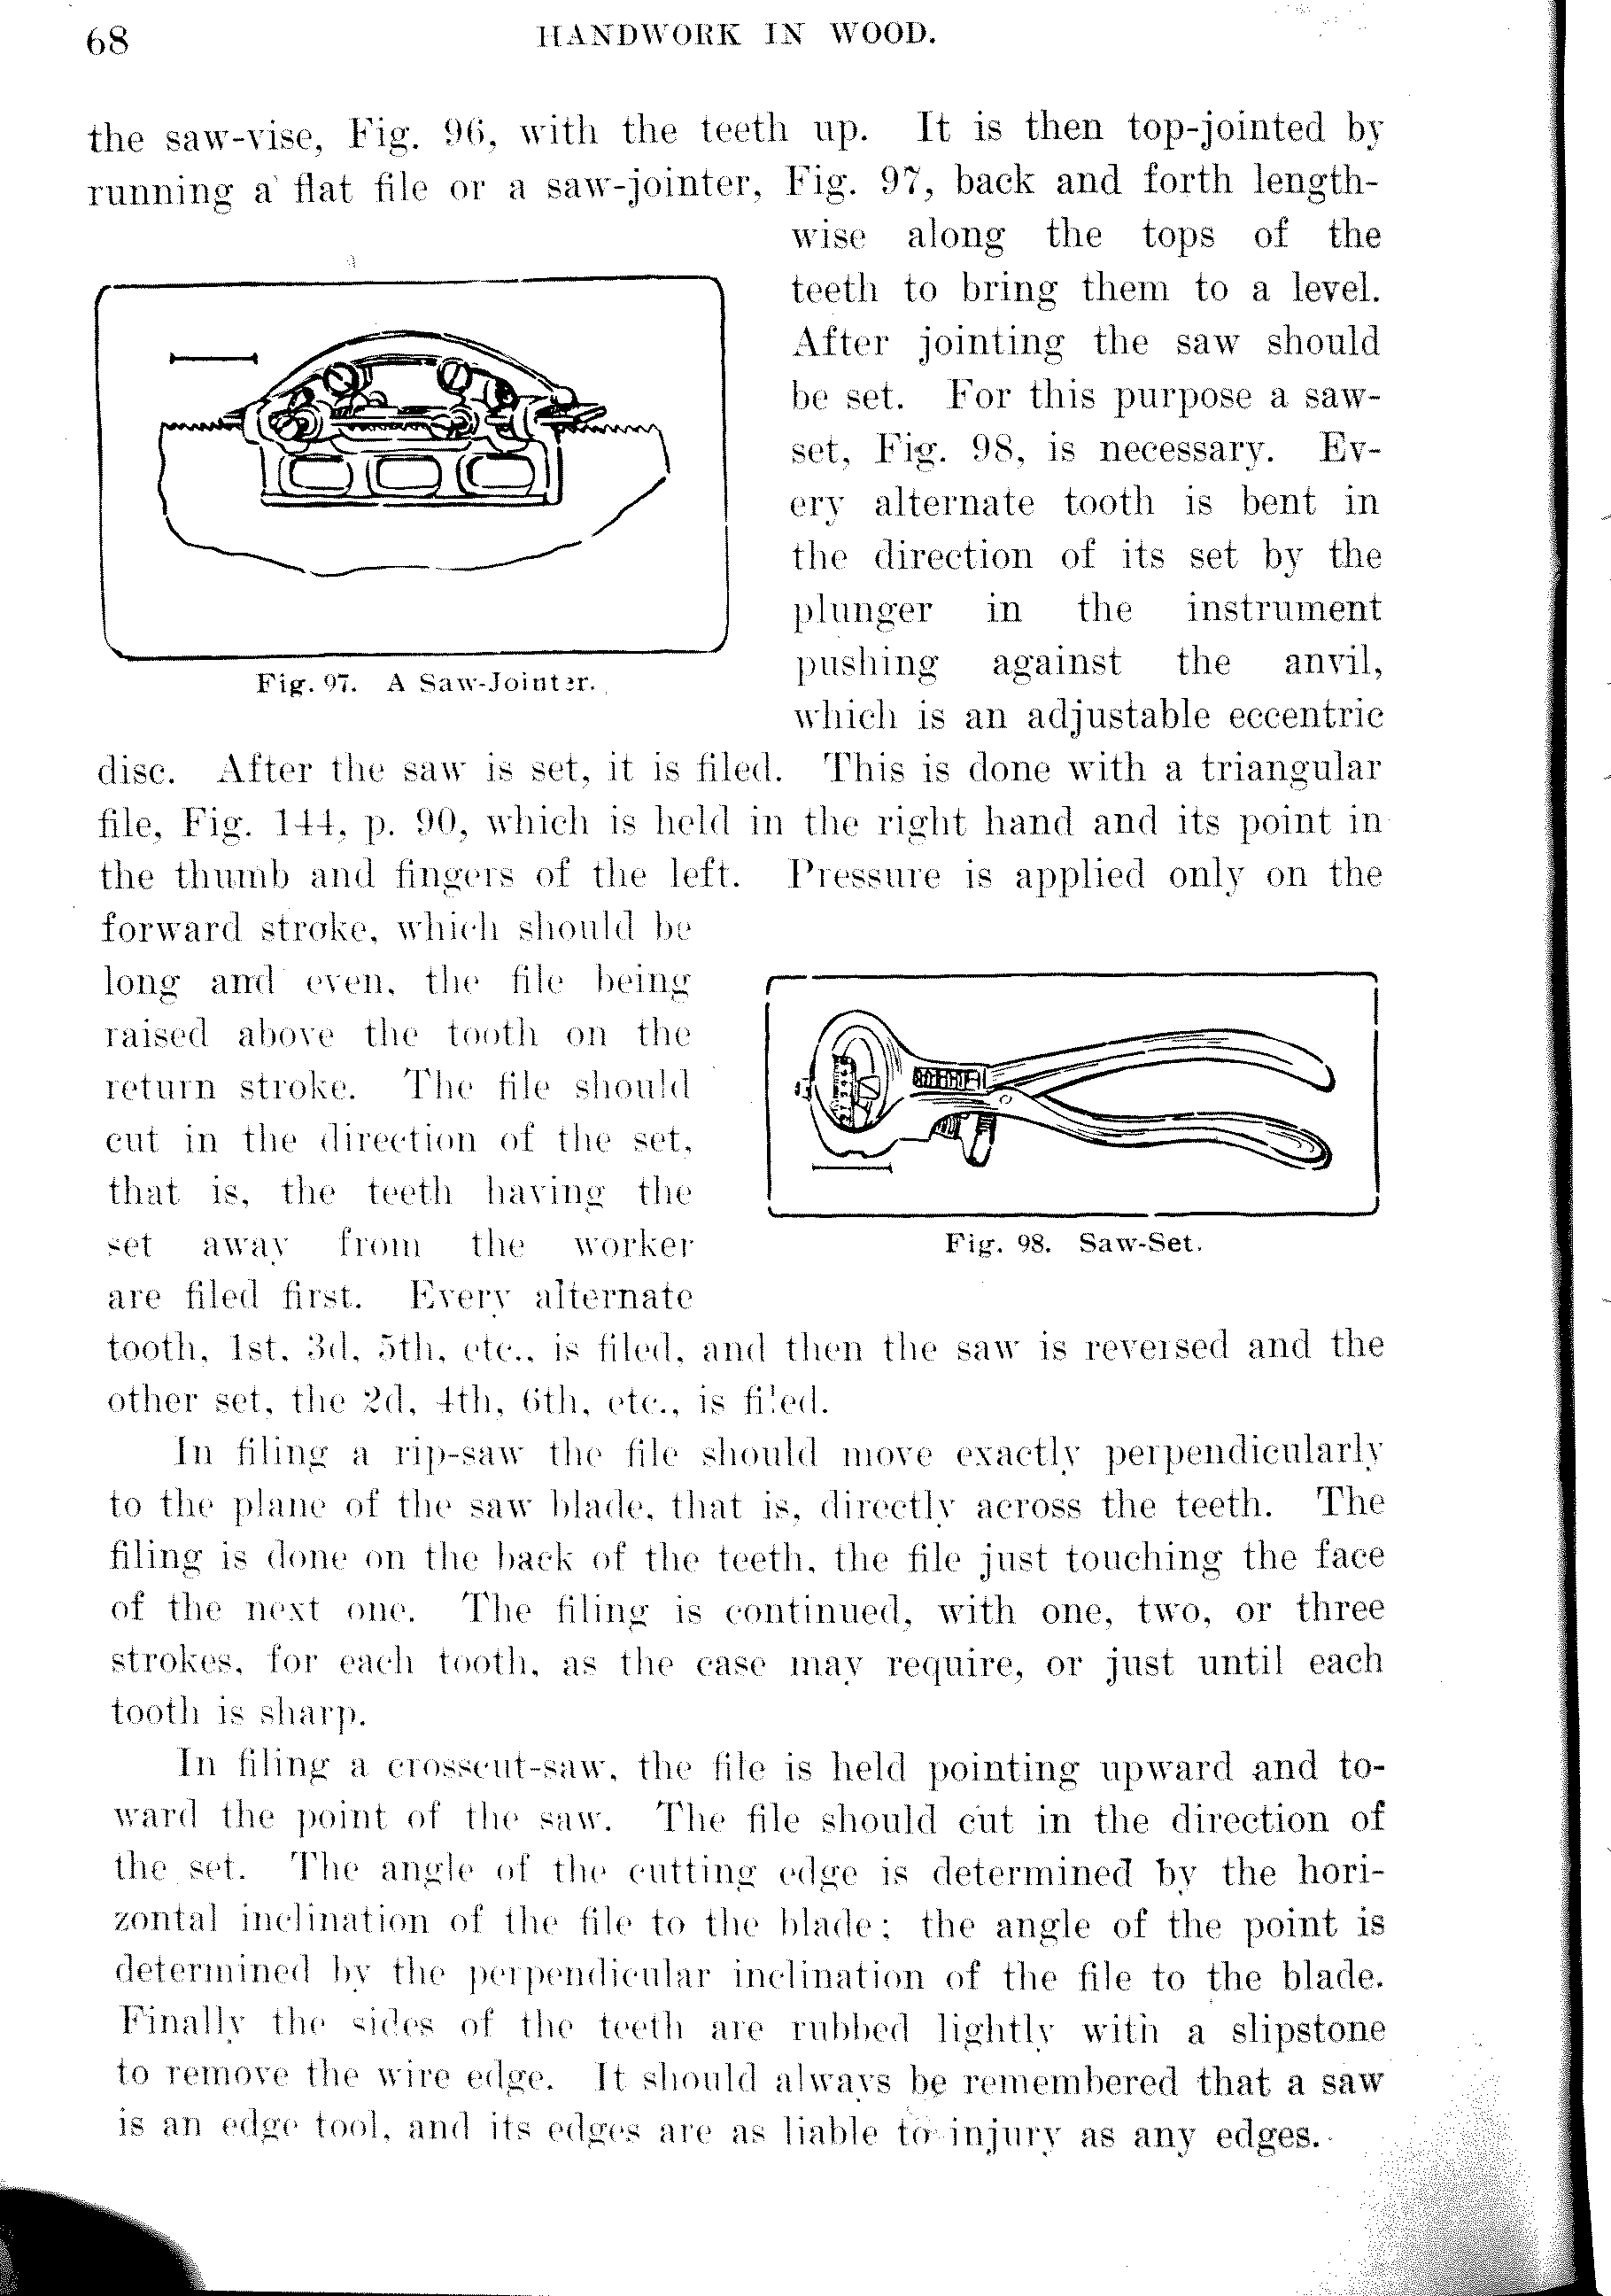 68
HANDWORK IN WOOD.
the saw-vise, Fig. 96, with the teeth up. It is then top-jointed by
running a flat file or a saw-jointer, Fig. 97, back and forth length-
wise along the tops of the
teeth to bring them to a level.
After jointing the saw should
be set. For this purpose a saw-
set, Fig. 98, is necessary. Ev-
ery alternate tooth is bent in
the direction of its set by the
plunger in the instrument
pushing against the anvil,
which is an adjustable eccentric
Fig. 97. A Saw-Jointer.
disc. After the saw is set, it is filed. This is done with a triangular
file, Fig. 144, p. 90, which is held in the right hand and its point in
the thumb and fingers of the left. Pressure is applied only on the
forward stroke, which should be
long and even, the file being
raised above the tooth on the
return stroke. The file should
cut in the direction of the set,
that is, the teeth having the
set away from the worker
are filed first. Every alternate
Fig. 98. Saw-Set.
tooth, 1st, 3d, 5th, etc., is filed, and then the saw is reversed and the
other set, the 2d, 4th, 6th, etc., is filed.
In filing a rip-saw the file should move exactly perpendicularly
to the plane of the saw blade, that is, directly across the teeth. The
filing is done on the back of the teeth, the file just touching the face
of the next one. The filing is continued, with one, two, or three
strokes, for each tooth, as the case may require, or just until each
tooth is sharp.
In filing a crosscut-saw, the file is held pointing upward and to-
ward the point of the saw. The file should cut in the direction of
the set. The angle of the cutting edge is determined by the hori-
zontal inclination of the file to the blade; the angle of the point is
determined by the perpendicular inclination of the file to the blade.
Finally the sides of the teeth are rubbed lightly with a slipstone
to remove the wire edge. It should always be remembered that a saw
is an edge tool, and its edges are as liable to injury as any edges.